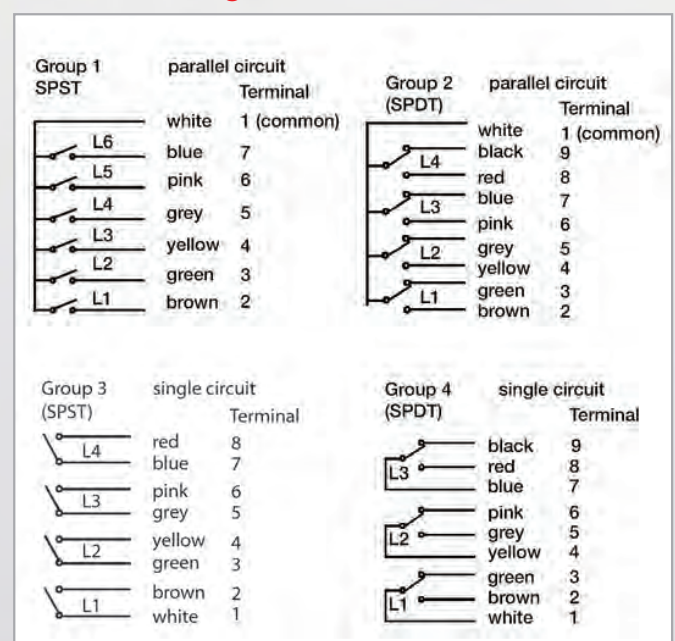 Group 1 parallel circuit
SPST Terminal
white 1 (common)
L6 blue 7
L5 pink 6
L4 grey 5
L3 yellow 4
L2 green 3
L1 brown 2
Group 2 parallel circuit
(SPDT) Terminal
white 1 (common)
black 9
L4
red 8
blue 7
L3
pink 6
grey 5
L2
yellow 4
green 3
L1
brown 2
Group 3 single circuit
(SPST) Terminal
red 8
L4
blue 7
pink 6
L3
grey 5
yellow 4
L2
green 3
brown 2
L1
white 1
Group 4 single circuit
(SPDT) Terminal
black 9
L3 red 8
blue 7
pink 6
L2 grey 5
yellow 4
green 3
L1 brown 2
white 1